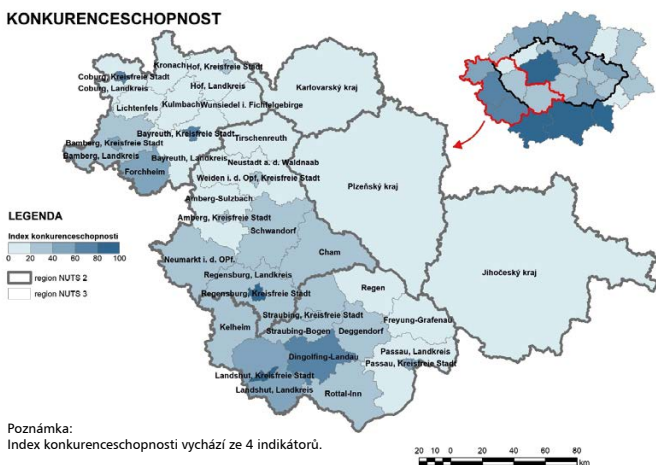 KONKURENCESCHOPNOST
Kronach
Hof, Kreisfreie Stadt
Coburg, Kreisfreie Stadt
Coburg, Landkreis
Hof, Landkreis
Karlovarský kraj
Lichtenfels
Kulmbach
Wunsiedel i. Fichtelgebirge
Bayreuth, Kreisfreie Stadt
Tirschenreuth
Bamberg, Kreisfreie Stadt
Bamberg, Landkreis
Bayreuth, Landkreis
Neustadt a. d. Waldnaab
Forchheim
Weiden i. d. Opf, Kreisfreie Stadt
Plzeňský kraj
Amberg-Sulzbach
LEGENDA
Amberg, Kreisfreie Stadt
Index konkurenceschopnosti
Schwandorf
0 20 40 60 80 100
Neumarkt i. d. OPf.
Cham
region NUTS 2
Jihočeský kraj
region NUTS 3
Regensburg, Landkreis
Regen
Regensburg, Kreisfreie Stadt
Straubing, Kreisfreie Stadt
Freyung-Grafenau
Kelheim
Straubing-Bogen
Deggendorf
Dingolfing-Landau
Passau, Landkreis
Passau, Kreisfreie Stadt
Landshut, Kreisfreie Stadt
Landshut, Landkreis
Rottal-Inn
Poznámka:
Index konkurenceschopnosti vychází ze 4 indikátorů.
20 10 0 20 40 60 80
km